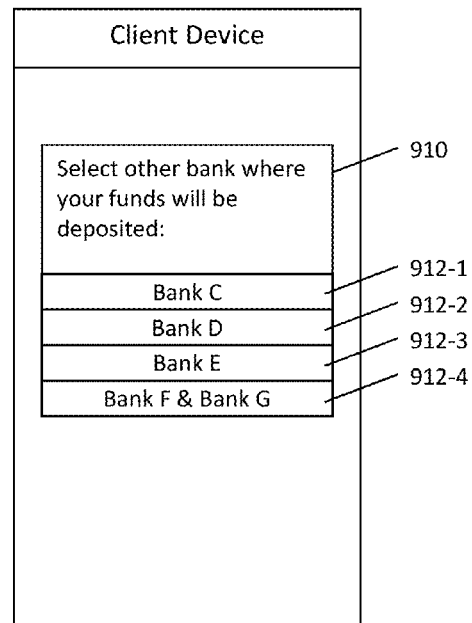 Client Device
910
Select other bank where
your funds will be
deposited:
912-1
Bank C
912-2
Bank D
912-3
Bank E
912-4
Bank F & Bank G